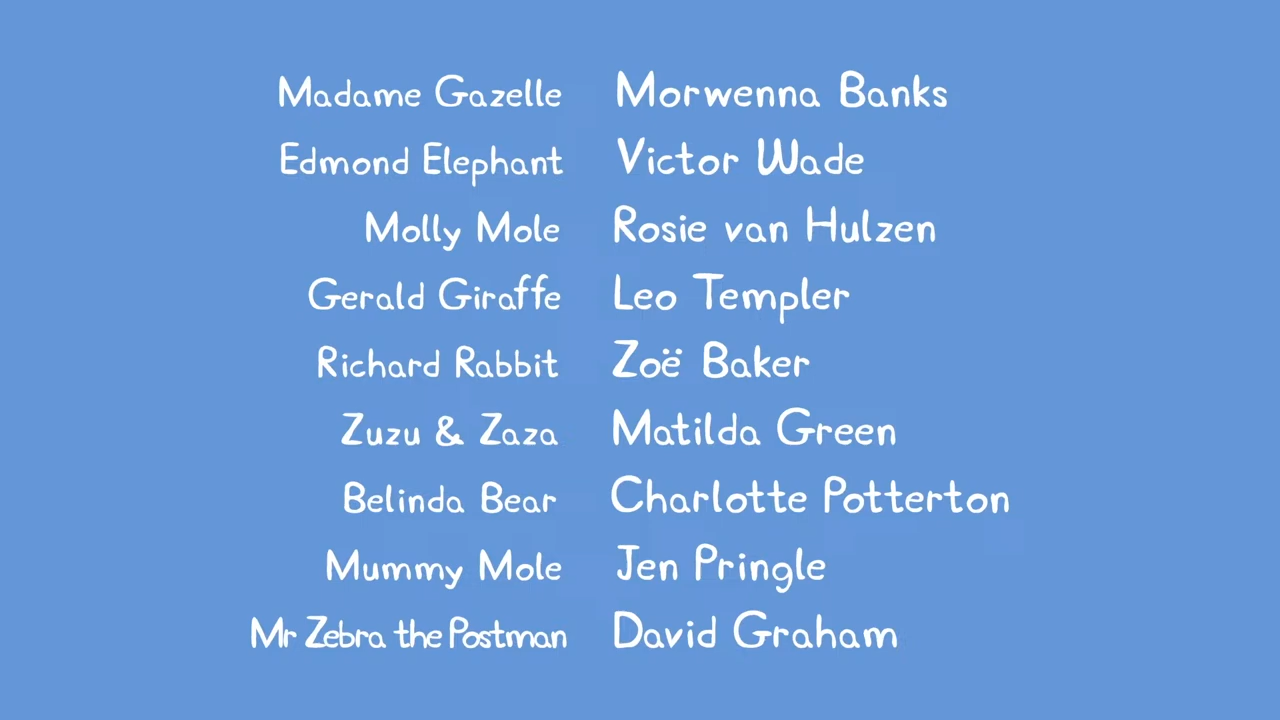 Madame Gazelle Morwenna Banks
Edmond Elephant Victor Wade
Molly Mole Rosie van Hulzen
Gerald Giraffe Leo Templer
Richard Rabbit Zoë Baker
Zuzu & Zaza Matilda Green
Belinda Bear Charlotte Potterton
Mummy Mole Jen Pringle
Mr Zebra the Postman David Graham